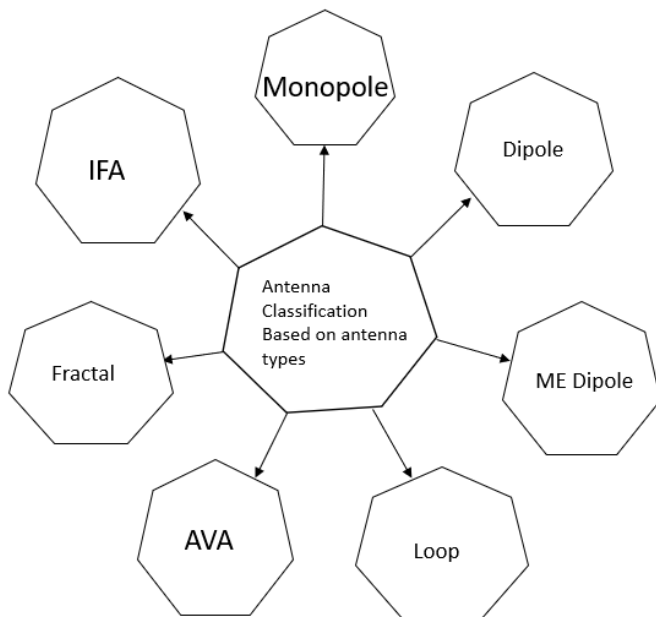 Monopole
IFA
Dipole
Antenna
Classification
Based on antenna
types
Fractal
ME Dipole
AVA
Loop